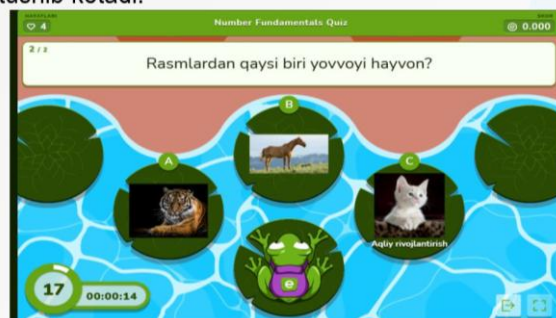 Number Fundamentals Quiz
4
0.000
2 / 3
Rasmlardan qaysi biri yovvoyi hayvon?
B
A
C
Aqliy rivojlantirish
e
17
00:00:14